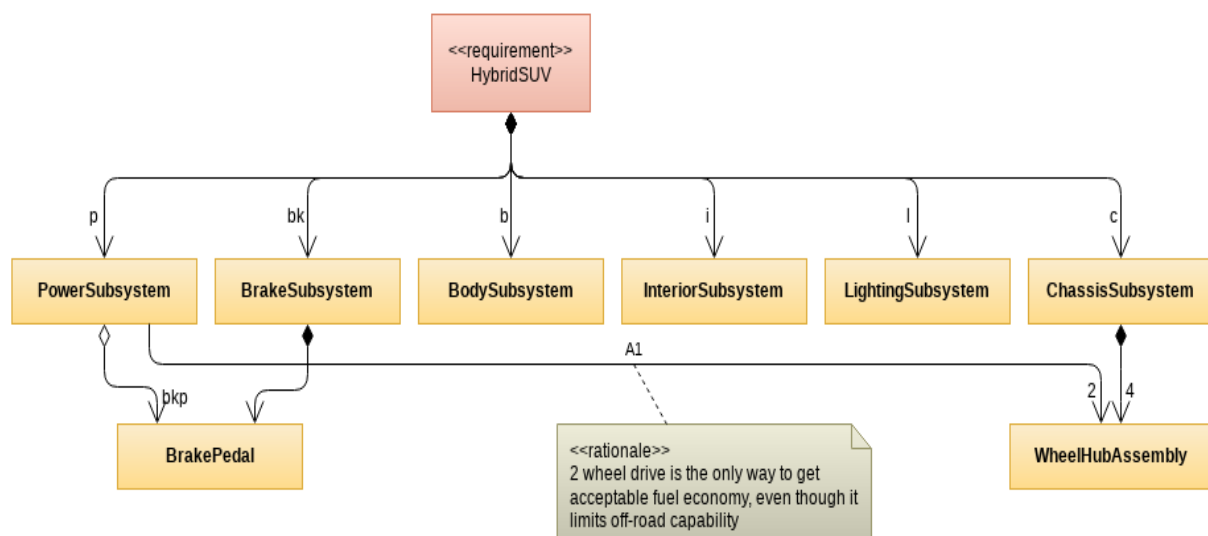 <<requirement>>
HybridSUV
p
bk
b
i
l
c
PowerSubsystem
BrakeSubsystem
BodySubsystem
InteriorSubsystem
LightingSubsystem
ChassisSubsystem
A1
bkp
2
4
BrakePedal
WheelHubAssembly
<<rationale>>
2 wheel drive is the only way to get
acceptable fuel economy, even though it
limits off-road capability